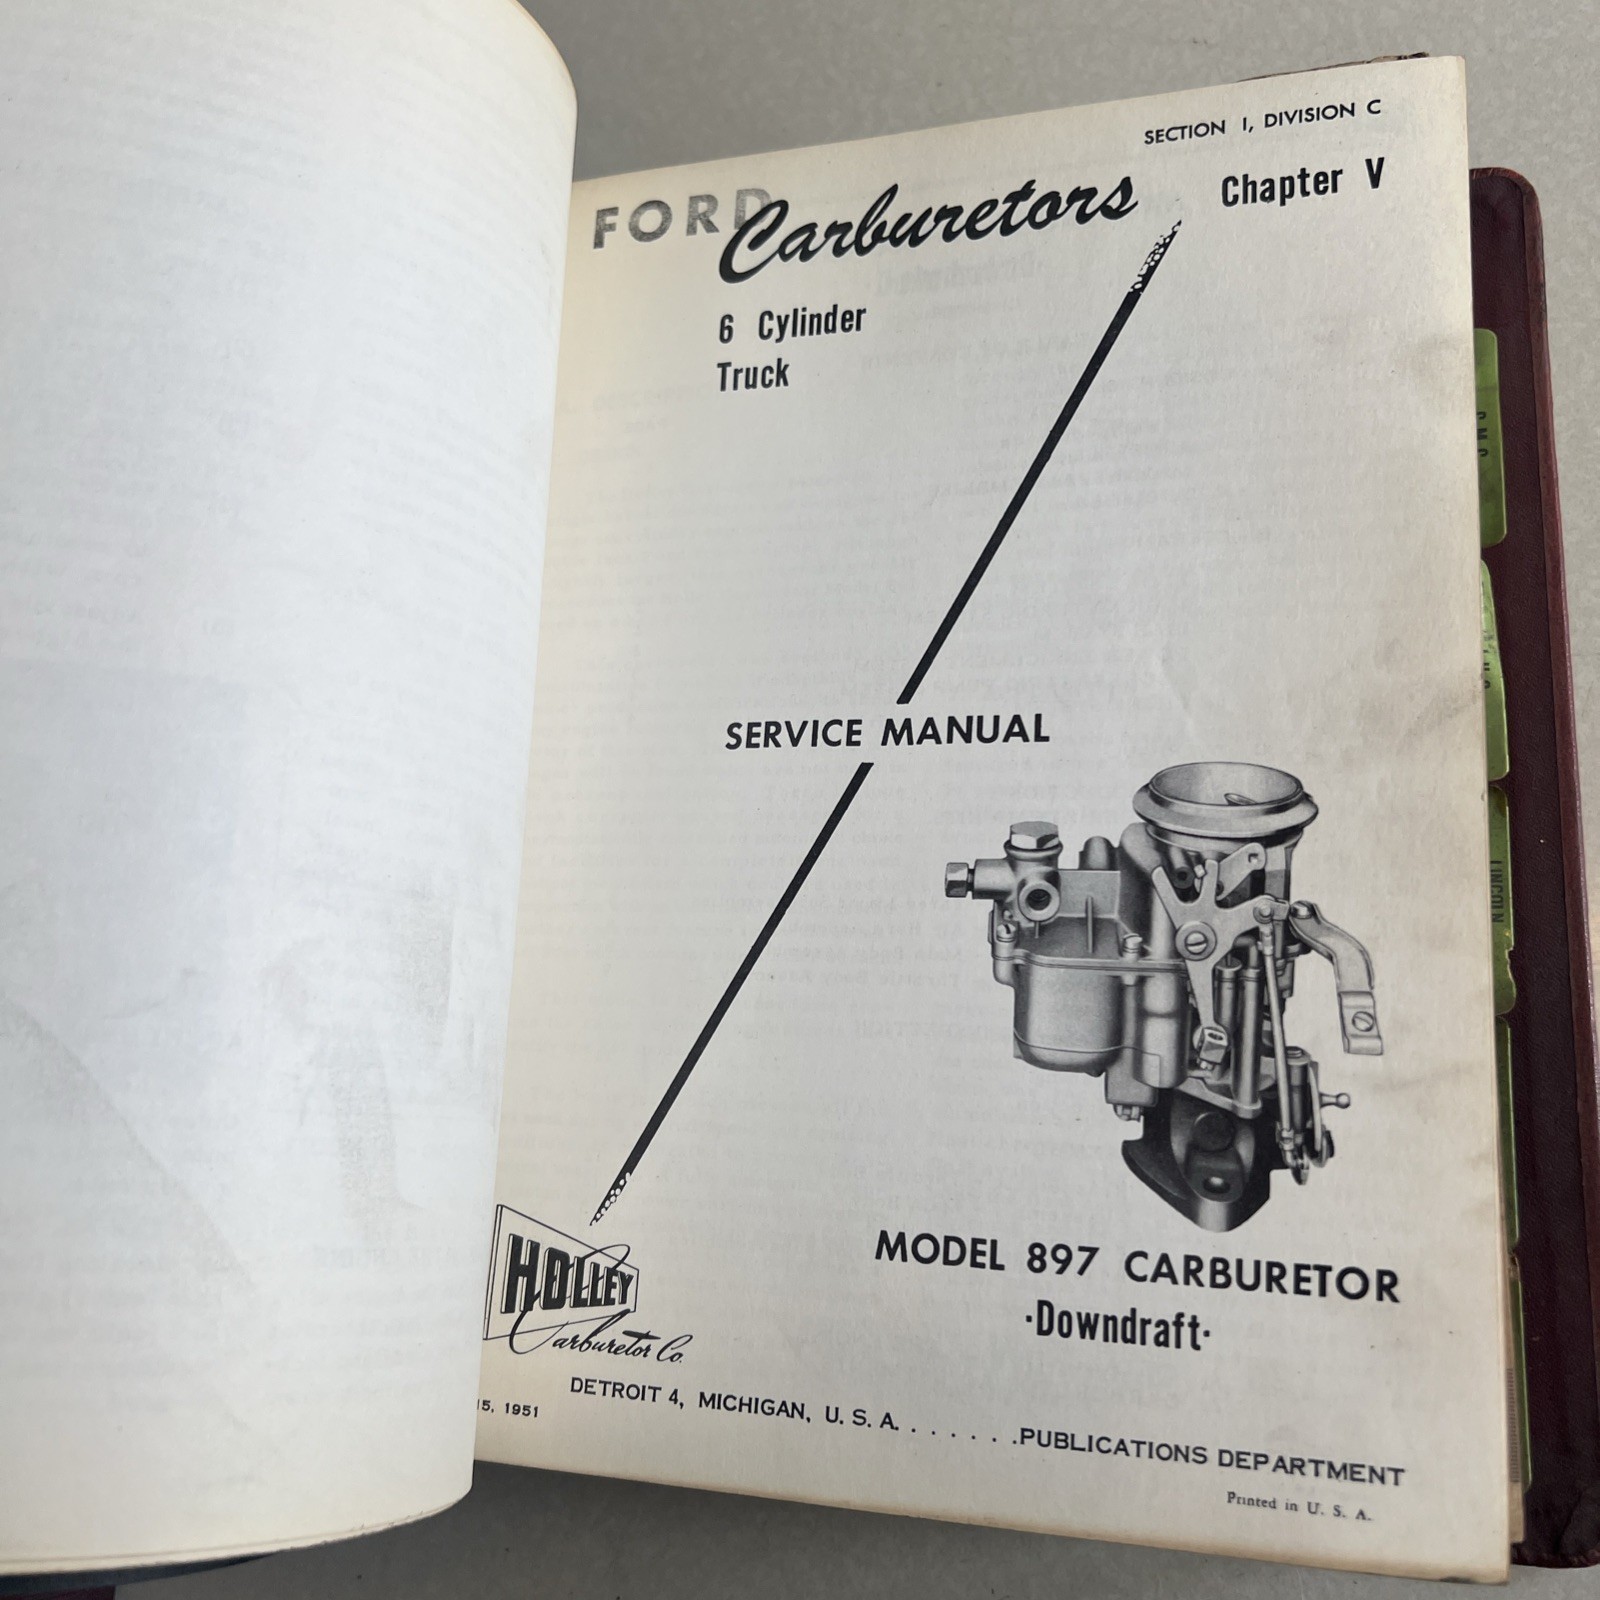 SECTION I, DIVISION C
FORD Carburetors
Chapter V
6 Cylinder
Truck
SERVICE MANUAL
MODEL 897 CARBURETOR
·Downdraft·
HOLLEY
Carburetor Co.
DETROIT 4, MICHIGAN, U. S. A. . . . . . . .PUBLICATIONS DEPARTMENT
15, 1951
Printed in U. S. A.
GMC
LINCOLN